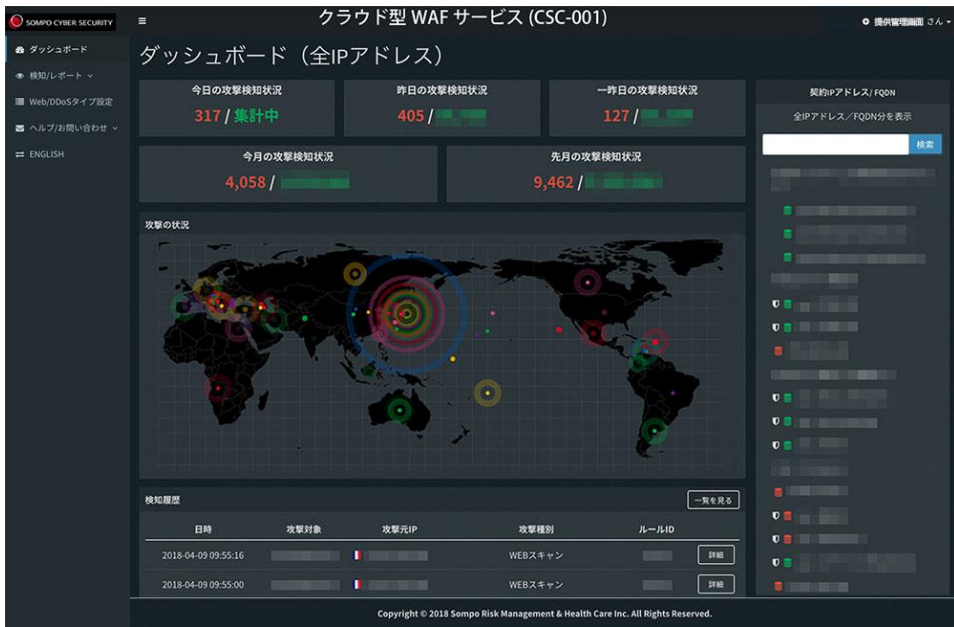 SOMPO CYBER SECURITY
クラウド型 WAF サービス (CSC-001)
提供管理画面 さん
ダッシュボード
検知/レポート
Web/DDoSタイプ設定
ヘルプ/お問い合わせ
ENGLISH
ダッシュボード（全IPアドレス）
今日の攻撃検知状況
317 / 集計中
昨日の攻撃検知状況
405 /
一昨日の攻撃検知状況
127 /
今月の攻撃検知状況
4,058 /
先月の攻撃検知状況
9,462 /
契約IPアドレス/ FQDN
全IPアドレス／FQDN分を表示
検索
攻撃の状況
検知履歴
一覧を見る
日時 攻撃対象 攻撃元IP 攻撃種別 ルールID
2018-04-09 09:55:16 WEBスキャン 詳細
2018-04-09 09:55:00 WEBスキャン 詳細
Copyright © 2018 Sompo Risk Management & Health Care Inc. All Rights Reserved.